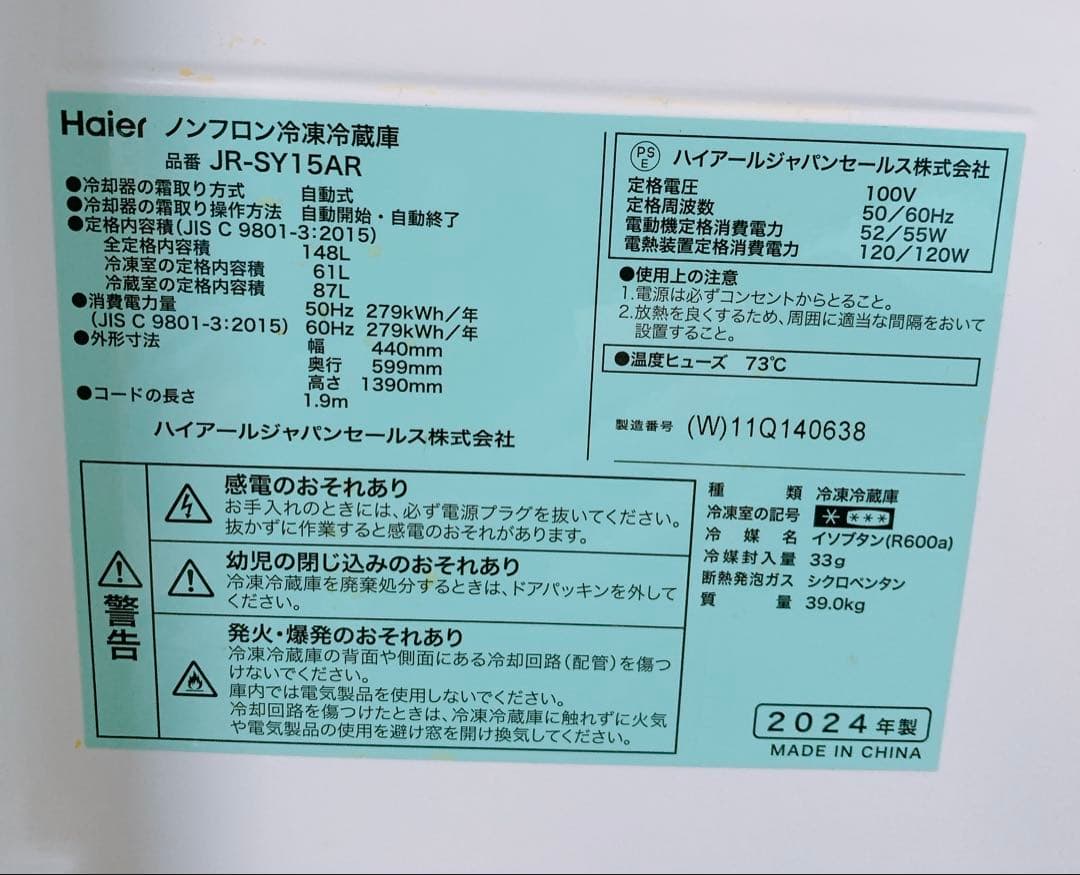 Haier ノンフロン冷凍冷蔵庫
品番 JR-SY15AR
●冷却器の霜取り方式 自動式
●冷却器の霜取り操作方法 自動開始・自動終了
●定格内容積(JIS C 9801-3:2015)
全定格内容積 148L
冷凍室の定格内容積 61L
冷蔵室の定格内容積 87L
●消費電力量 50Hz 279kWh/年
(JIS C 9801-3:2015) 60Hz 279kWh/年
●外形寸法 幅 440mm
奥行 599mm
高さ 1390mm
●コードの長さ 1.9m
ハイアールジャパンセールス株式会社
PSE ハイアールジャパンセールス株式会社
定格電圧 100V
定格周波数 50/60Hz
電動機定格消費電力 52/55W
電熱装置定格消費電力 120/120W
●使用上の注意
1.電源は必ずコンセントからとること。
2.放熱を良くするため、周囲に適当な間隔をおいて
設置すること。
●温度ヒューズ 73℃
製造番号 (W)11Q140638
警告
感電のおそれあり
お手入れのときには、必ず電源プラグを抜いてください。
抜かずに作業すると感電のおそれがあります。
幼児の閉じ込みのおそれあり
冷凍冷蔵庫を廃棄処分するときは、ドアパッキンを外して
ください。
発火・爆発のおそれあり
冷凍冷蔵庫の背面や側面にある冷却回路(配管)を傷つ
けないでください。
庫内では電気製品を使用しないでください。
冷却回路を傷つけたときは、冷凍冷蔵庫に触れずに火気
や電気製品の使用を避け窓を開け換気してください。
種類 冷凍冷蔵庫
冷凍室の記号 * ***
冷媒名 イソブタン(R600a)
冷媒封入量 33g
断熱発泡ガス シクロペンタン
質量 39.0kg
2024年製
MADE IN CHINA